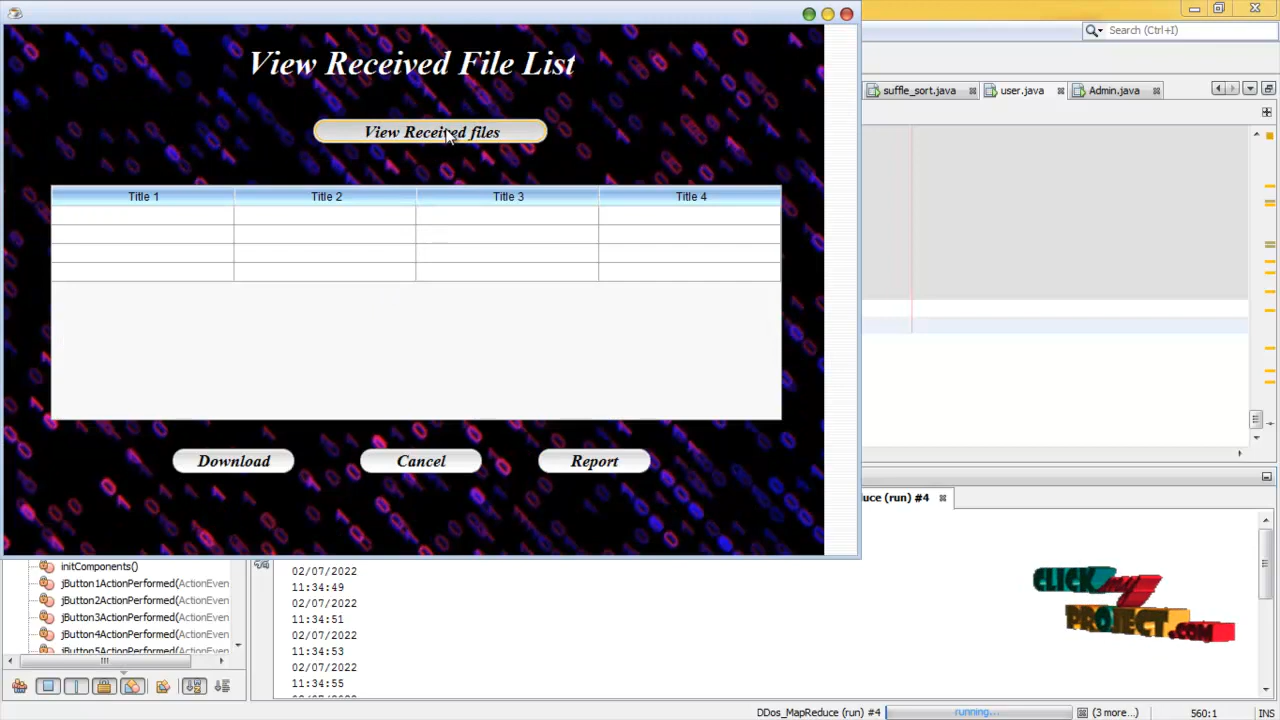 Search (Ctrl+I)
View Received File List
suffle_sort.java
user.java
Admin.java
View Received files
Title 1 Title 2 Title 3 Title 4
Download Cancel Report
uce (run) #4
initComponents()
jButton1ActionPerformed(ActionEven
jButton2ActionPerformed(ActionEven
jButton3ActionPerformed(ActionEven
jButton4ActionPerformed(ActionEven
jButton5ActionPerformed(ActionEven
02/07/2022
11:34:49
02/07/2022
11:34:51
02/07/2022
11:34:53
02/07/2022
11:34:55
CLICK my
PROJECT.COM
DDos_MapReduce (run) #4 running... (3 more...) 560:1 INS